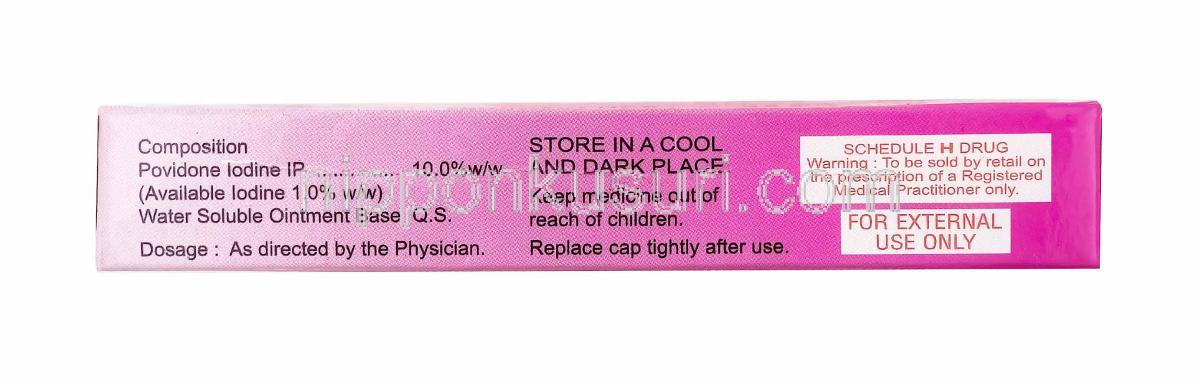 Composition
Povidone Iodine IP.................10.0%w/w
(Available Iodine 1.0% w/w)
Water Soluble Ointment Base Q.S.
Dosage : As directed by the Physician.
STORE IN A COOL
AND DARK PLACE
Keep medicine out of
reach of children.
Replace cap tightly after use.
SCHEDULE H DRUG
Warning : To be sold by retail on
the prescription of a Registered
Medical Practitioner only.
FOR EXTERNAL
USE ONLY
nipponkusuri.com